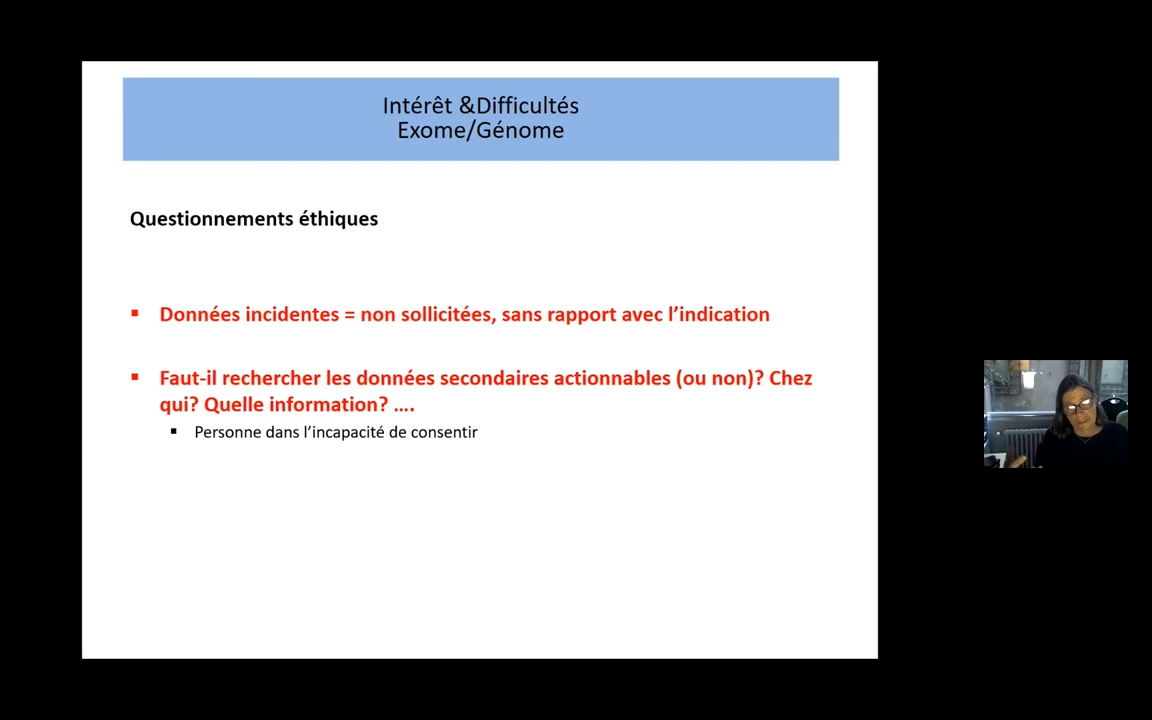 Intérêt &Difficultés
Exome/Génome
Questionnements éthiques
▪ Données incidentes = non sollicitées, sans rapport avec l’indication
▪ Faut-il rechercher les données secondaires actionnables (ou non)? Chez
qui? Quelle information? ….
▪ Personne dans l’incapacité de consentir